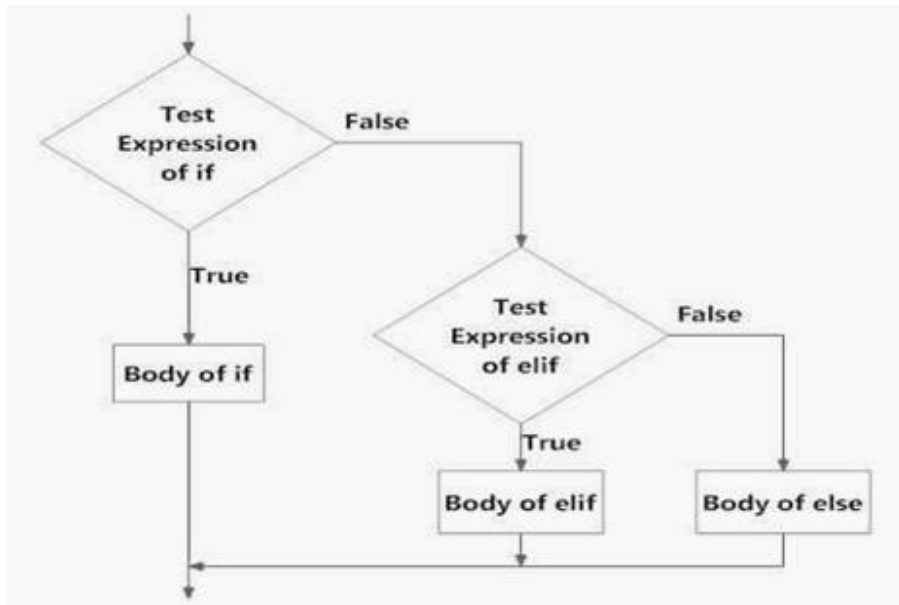 Test
Expression
of if
False
True
Body of if
Test
Expression
of elif
False
True
Body of elif
Body of else